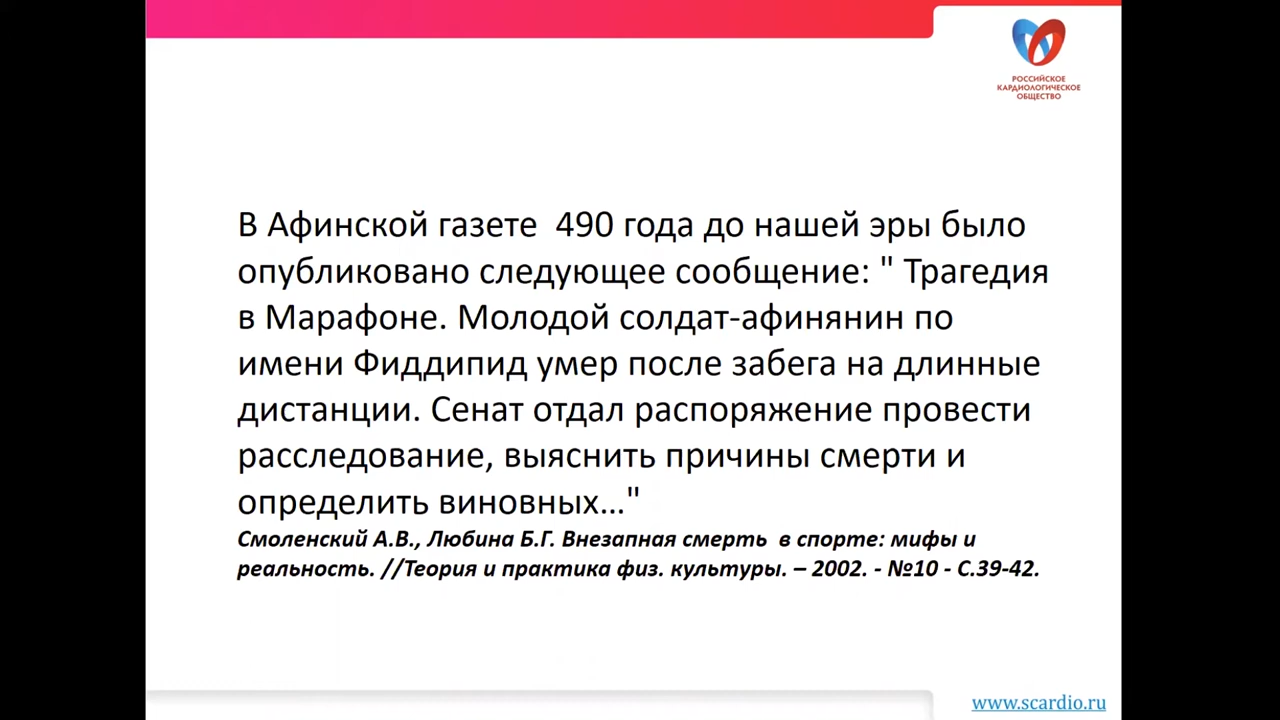 РОССИЙСКОЕ
КАРДИОЛОГИЧЕСКОЕ
ОБЩЕСТВО
В Афинской газете  490 года до нашей эры было
опубликовано следующее сообщение: " Трагедия
в Марафоне. Молодой солдат-афинянин по
имени Фиддипид умер после забега на длинные
дистанции. Сенат отдал распоряжение провести
расследование, выяснить причины смерти и
определить виновных..."
Смоленский А.В., Любина Б.Г. Внезапная смерть  в спорте: мифы и
реальность. //Теория и практика физ. культуры. – 2002. - №10 - С.39-42.
www.scardio.ru